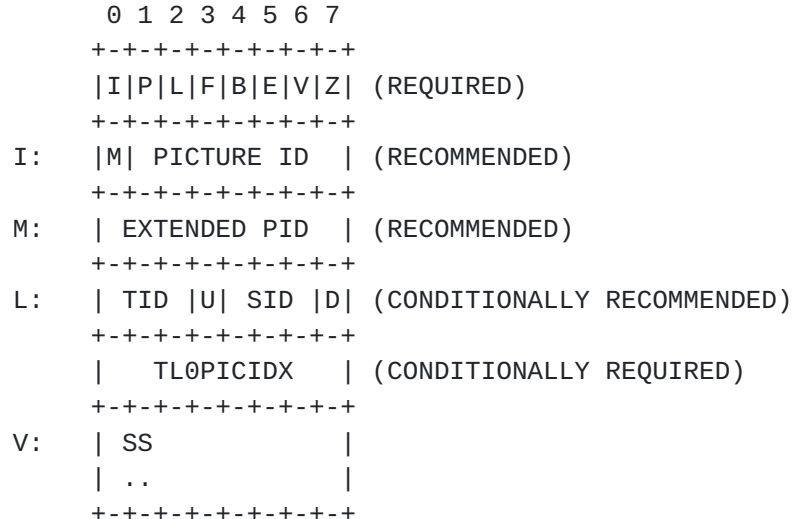 0 1 2 3 4 5 6 7
      +-+-+-+-+-+-+-+-+
      |I|P|L|F|B|E|V|Z| (REQUIRED)
      +-+-+-+-+-+-+-+-+
I:    |M| PICTURE ID  | (RECOMMENDED)
      +-+-+-+-+-+-+-+-+
M:    | EXTENDED PID  | (RECOMMENDED)
      +-+-+-+-+-+-+-+-+
L:    | TID |U| SID |D| (CONDITIONALLY RECOMMENDED)
      +-+-+-+-+-+-+-+-+
      |   TL0PICIDX   | (CONDITIONALLY REQUIRED)
      +-+-+-+-+-+-+-+-+
V:    | SS            |
      | ..            |
      +-+-+-+-+-+-+-+-+